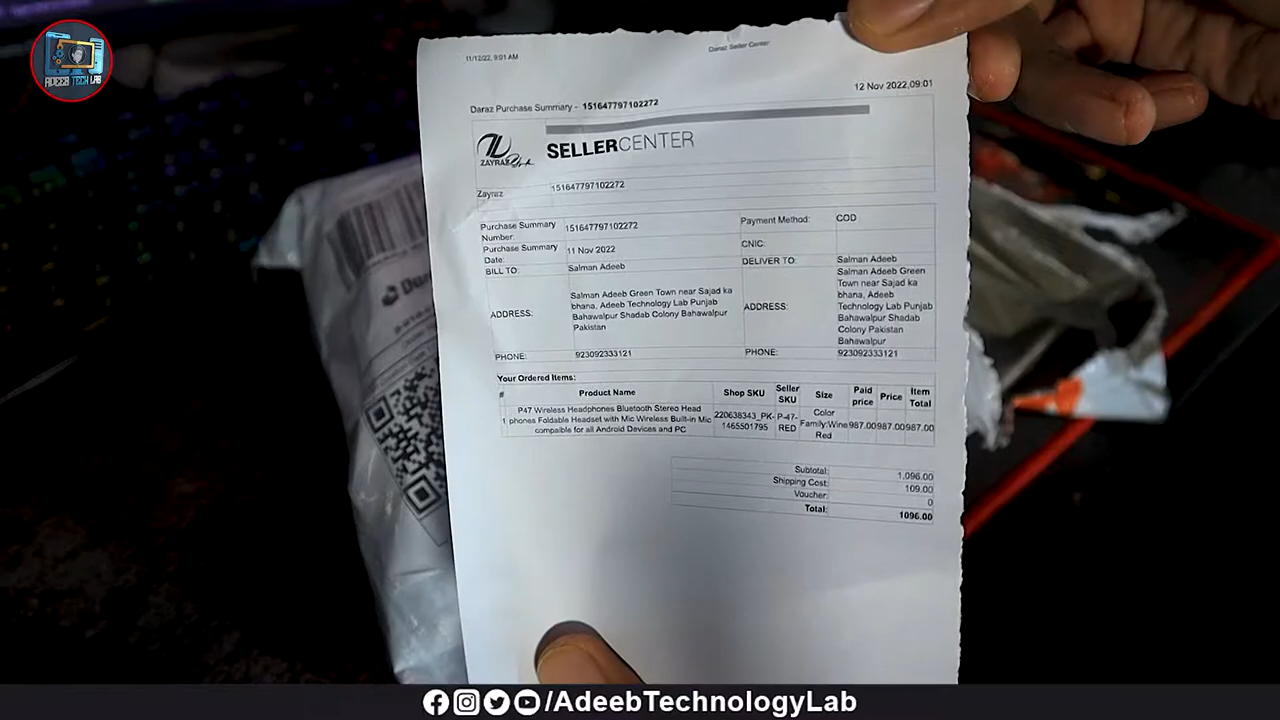 ADEEB TECH LAB
11/12/22, 9:01 AM
Daraz Seller Center
12 Nov 2022,09:01
Daraz Purchase Summary - 151647797102272
ZAYRAZ
SELLERCENTER
Zayraz 151647797102272
Purchase Summary Number: 151647797102272 Payment Method: COD
Purchase Summary Date: 11 Nov 2022 CNIC:
BILL TO: Salman Adeeb DELIVER TO: Salman Adeeb
ADDRESS: Salman Adeeb Green Town near Sajad ka
bhana, Adeeb Technology Lab Punjab
Bahawalpur Shadab Colony Bahawalpur
Pakistan
ADDRESS: Salman Adeeb Green
Town near Sajad ka
bhana, Adeeb
Technology Lab Punjab
Bahawalpur Shadab
Colony Pakistan
Bahawalpur
PHONE: 923092333121 PHONE: 923092333121
Your Ordered Items:
# Product Name Shop SKU Seller SKU Size Paid price Price Item Total
1 P47 Wireless Headphones Bluetooth Stereo Head
phones Foldable Headset with Mic Wireless Built-in Mic
compaible for all Android Devices and PC
220638343_PK-
1465501795
P-47-
RED
Color
Family:Wine
Red
987.00 987.00 987.00
Subtotal: 1,096.00
Shipping Cost: 109.00
Voucher: 0
Total: 1096.00
/AdeebTechnologyLab